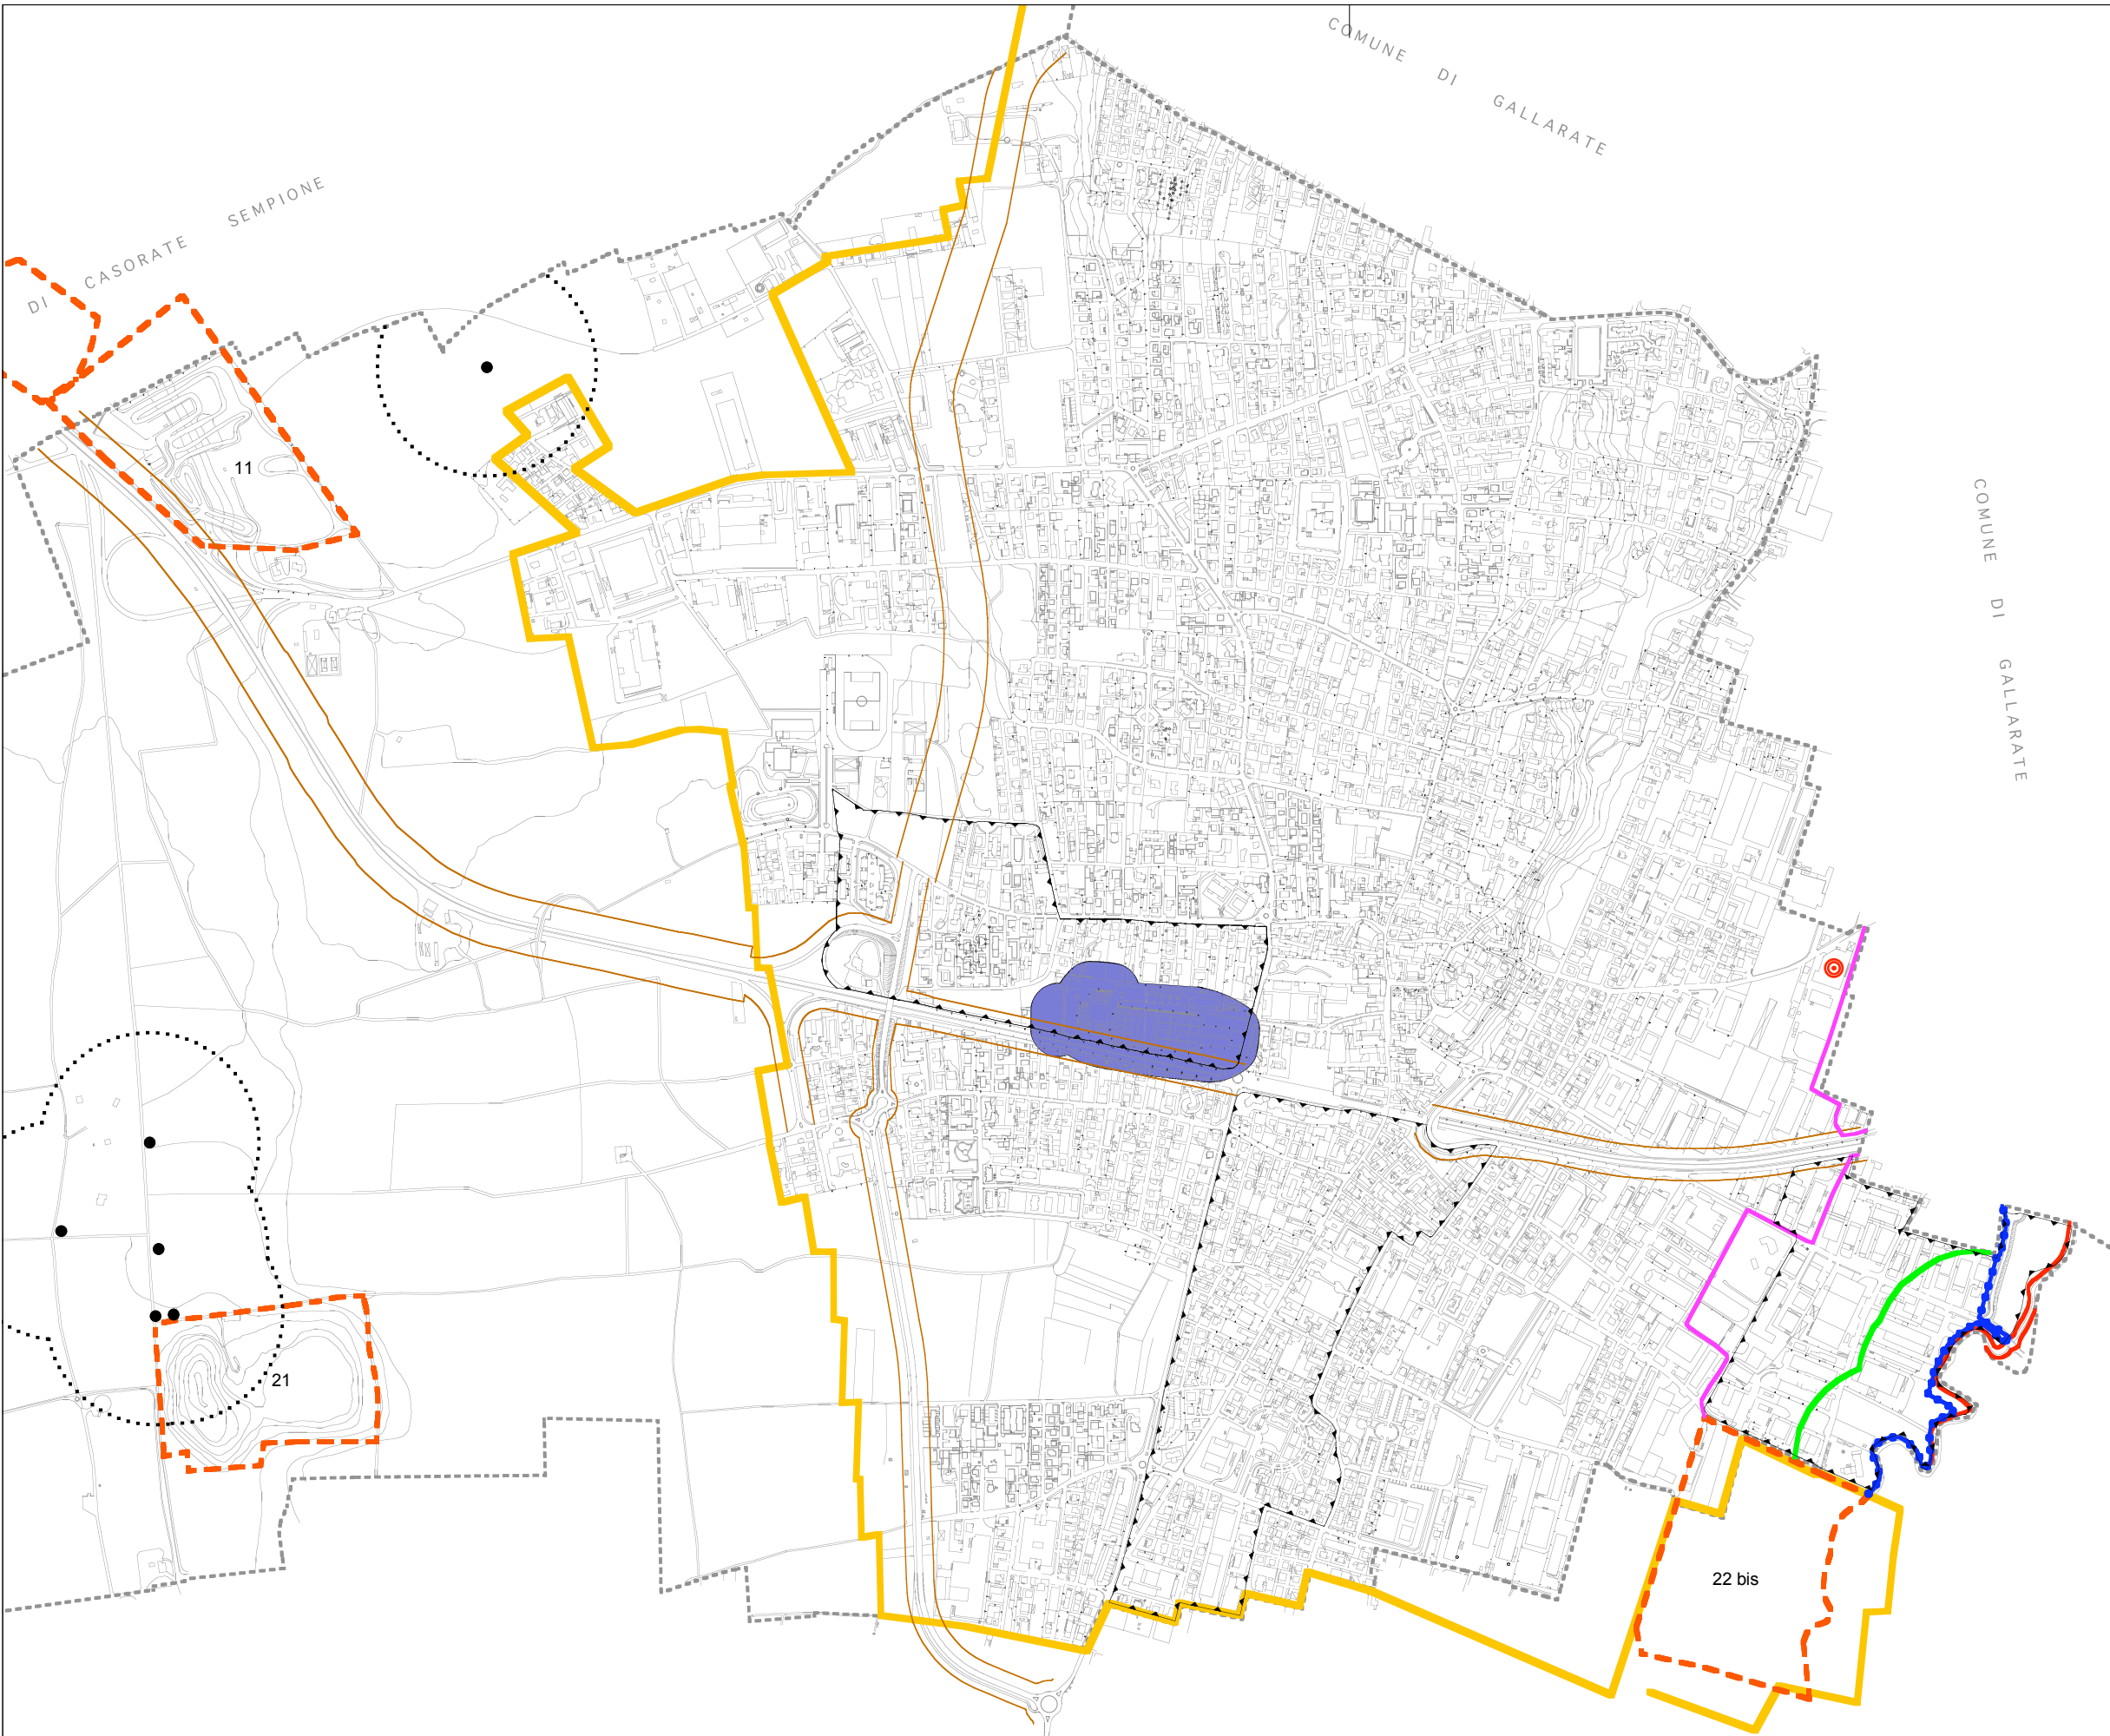 COMUNE DI GALLARATE
DI CASORATE SEMPIONE
11
COMUNE DI GALLARATE
21
22 bis